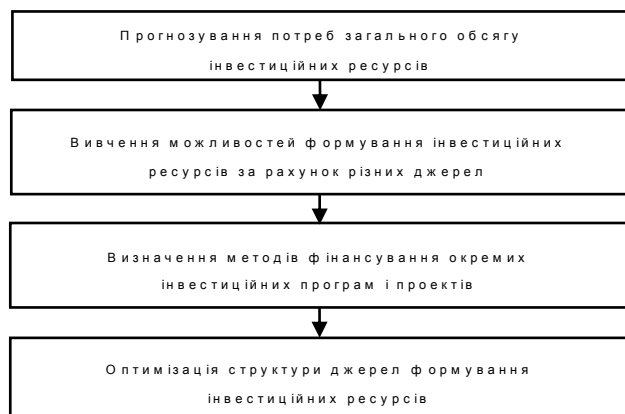 Прогнозування потреб загального обсягу
інвестиційних ресурсів
Вивчення можливостей формування інвестиційних
ресурсів за рахунок різних джерел
Визначення методів фінансування окремих
інвестиційних програм і проектів
Оптимізація структури джерел формування
інвестиційних ресурсів